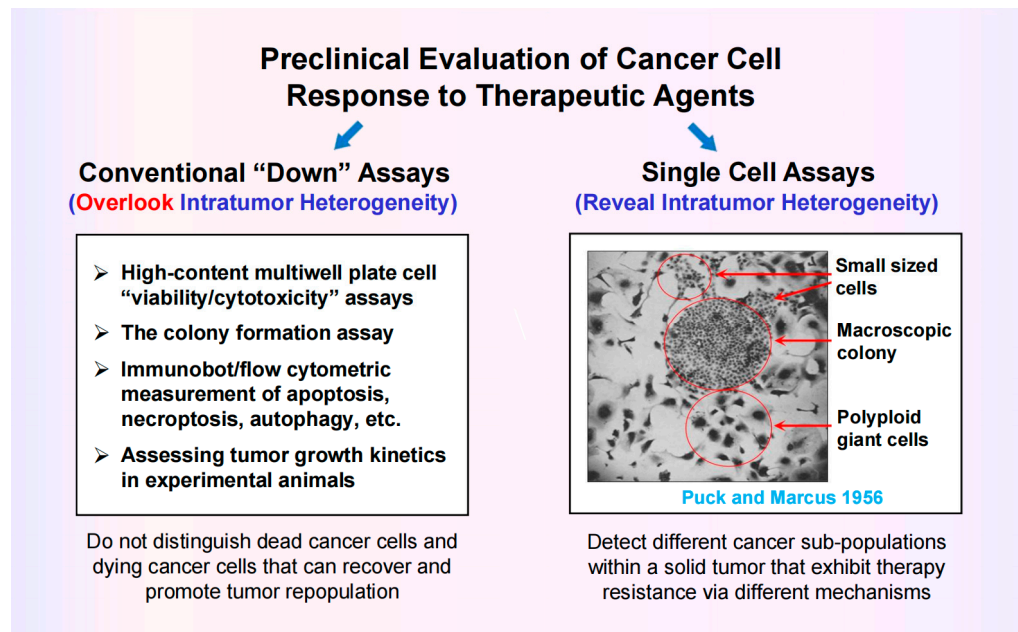 Preclinical Evaluation of Cancer Cell
Response to Therapeutic Agents
Conventional “Down” Assays
(Overlook Intratumor Heterogeneity)
➢ High-content multiwell plate cell
“viability/cytotoxicity” assays
➢ The colony formation assay
➢ Immunobot/flow cytometric
measurement of apoptosis,
necroptosis, autophagy, etc.
➢ Assessing tumor growth kinetics
in experimental animals
Do not distinguish dead cancer cells and
dying cancer cells that can recover and
promote tumor repopulation
Single Cell Assays
(Reveal Intratumor Heterogeneity)
Small sized
cells
Macroscopic
colony
Polyploid
giant cells
Puck and Marcus 1956
Detect different cancer sub-populations
within a solid tumor that exhibit therapy
resistance via different mechanisms